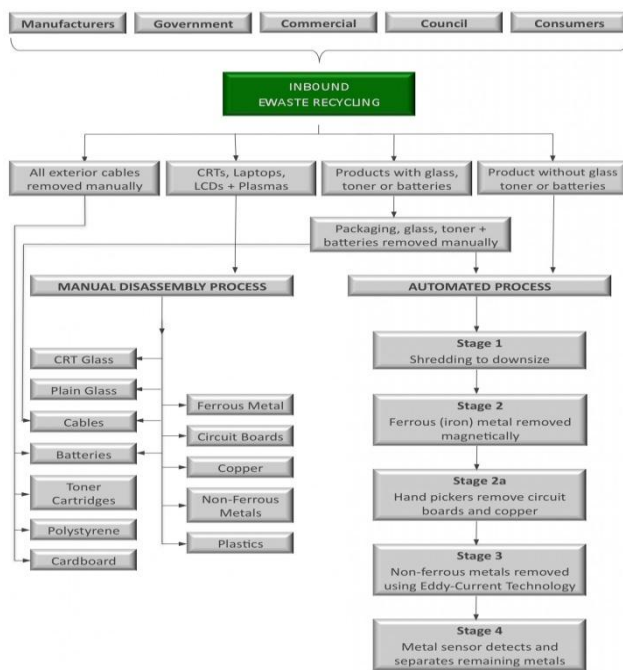 Manufacturers
Government
Commercial
Council
Consumers
INBOUND
EWASTE RECYCLING
All exterior cables
removed manually
CRTs, Laptops,
LCDs + Plasmas
Products with glass,
toner or batteries
Product without glass
toner or batteries
Packaging, glass, toner +
batteries removed manually
MANUAL DISASSEMBLY PROCESS
AUTOMATED PROCESS
CRT Glass
Plain Glass
Cables
Batteries
Toner
Cartridges
Polystyrene
Cardboard
Ferrous Metal
Circuit Boards
Copper
Non-Ferrous
Metals
Plastics
Stage 1
Shredding to downsize
Stage 2
Ferrous (iron) metal removed
magnetically
Stage 2a
Hand pickers remove circuit
boards and copper
Stage 3
Non-ferrous metals removed
using Eddy-Current Technology
Stage 4
Metal sensor detects and
separates remaining metals